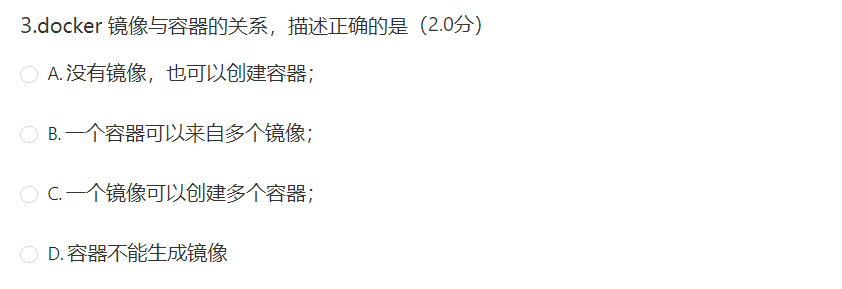 3.docker 镜像与容器的关系，描述正确的是（2.0分）
A. 没有镜像，也可以创建容器；
B. 一个容器可以来自多个镜像；
C. 一个镜像可以创建多个容器；
D. 容器不能生成镜像